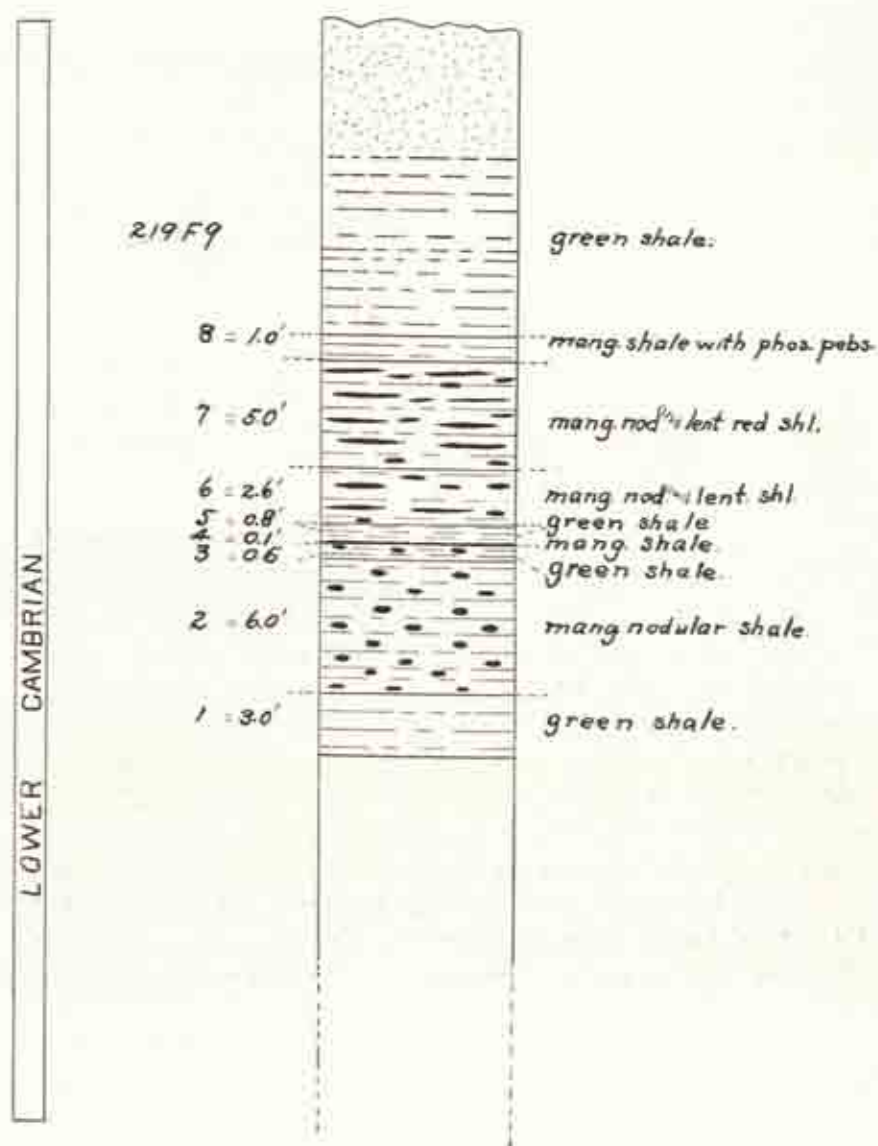 219F9 green shale.
8 = 1.0' mang. shale with phos. pebs.
7 = 5.0' mang nod lent red shl.
6 = 2.6' mang nod lent shl
5 = 0.8' green shale
4 = 0.1' mang. shale.
3 = 0.6 green shale.
2 = 6.0' mang nodular shale
1 = 3.0' green shale.
LOWER CAMBRIAN